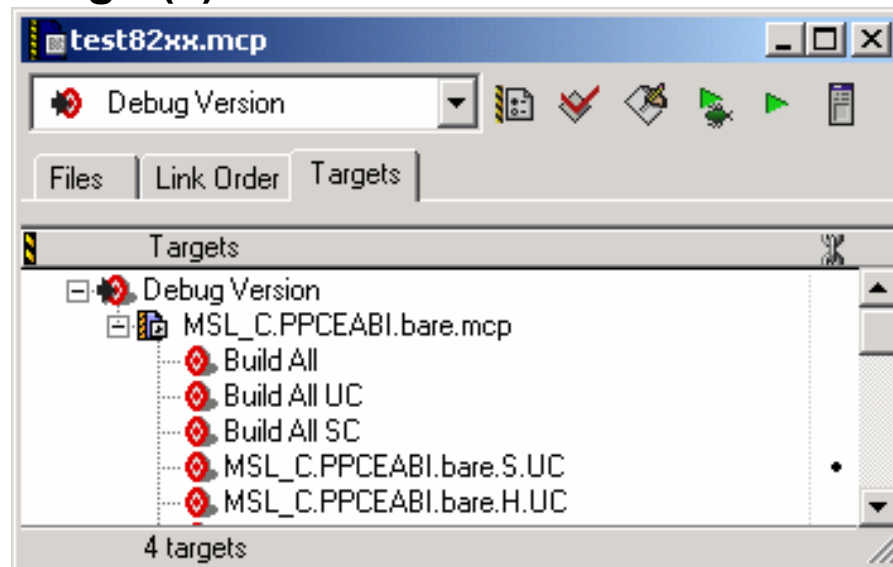 test82xx.mcp
Debug Version
Files Link Order Targets
Targets
Debug Version
MSL_C.PPCEABI.bare.mcp
Build All
Build All UC
Build All SC
MSL_C.PPCEABI.bare.S.UC
MSL_C.PPCEABI.bare.H.UC
4 targets